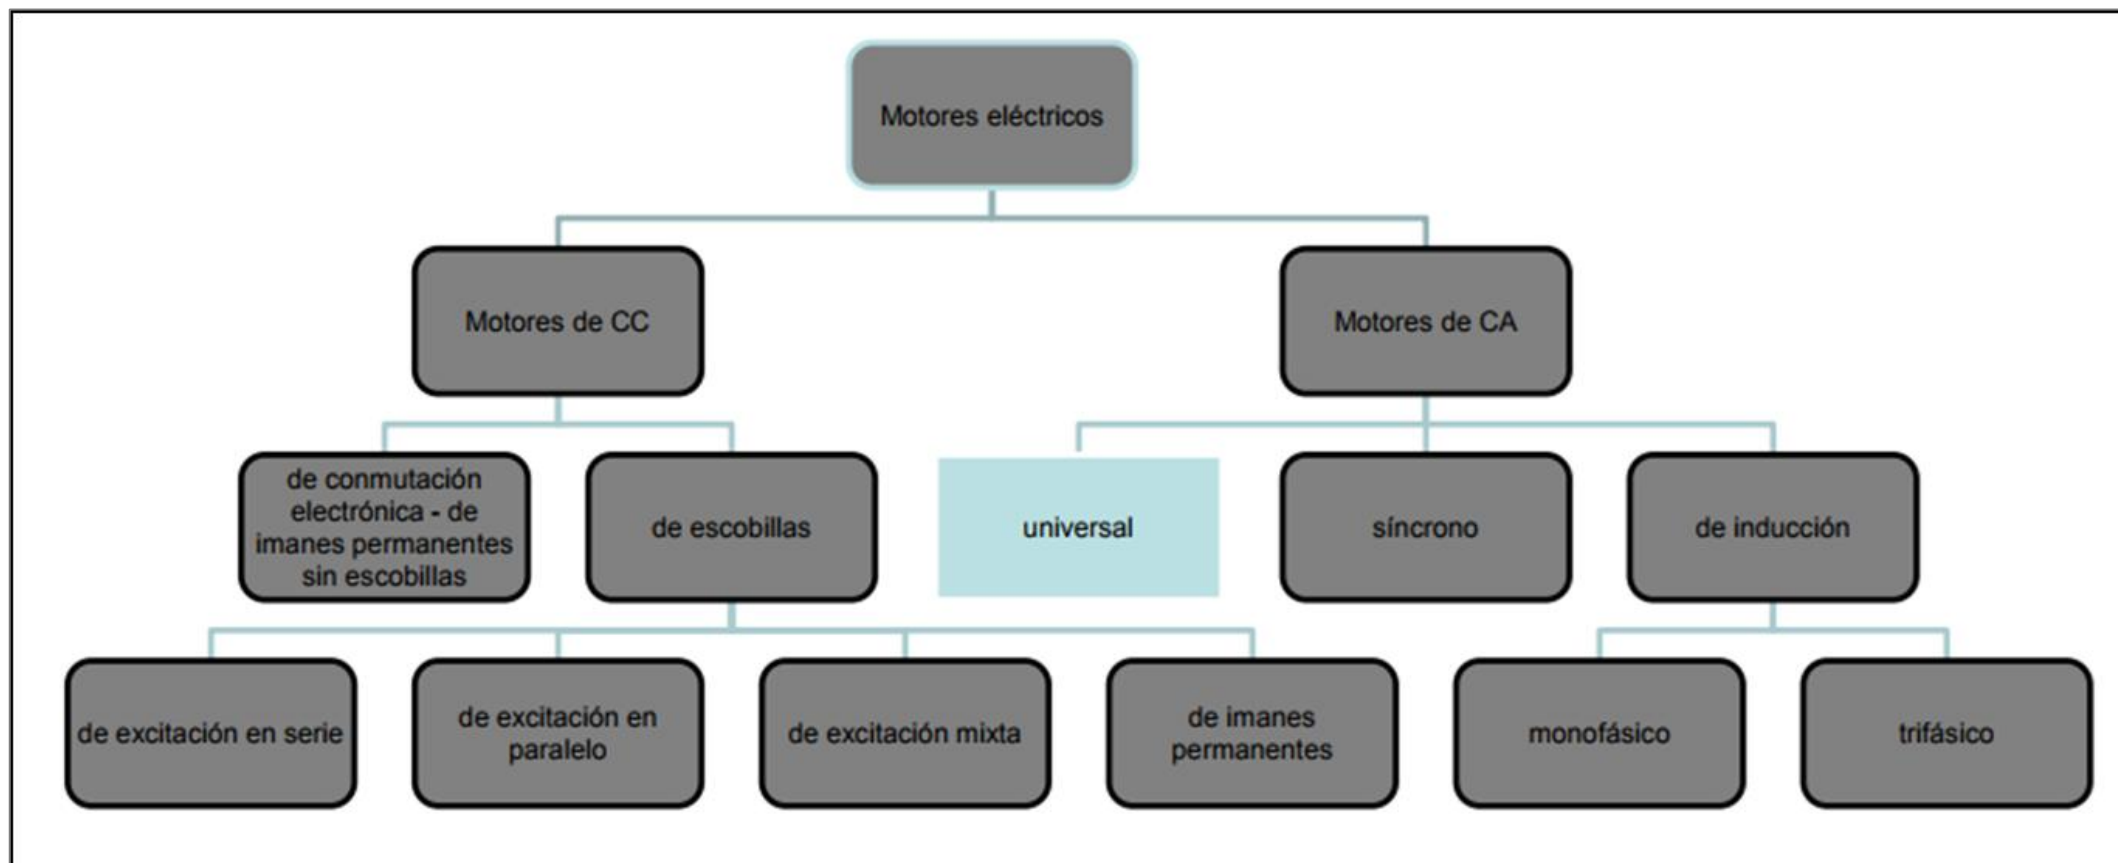 Motores eléctricos
Motores de CC
Motores de CA
de conmutación
electrónica - de
imanes permanentes
sin escobillas
de escobillas
universal
síncrono
de inducción
de excitación en serie
de excitación en
paralelo
de excitación mixta
de imanes
permanentes
monofásico
trifásico